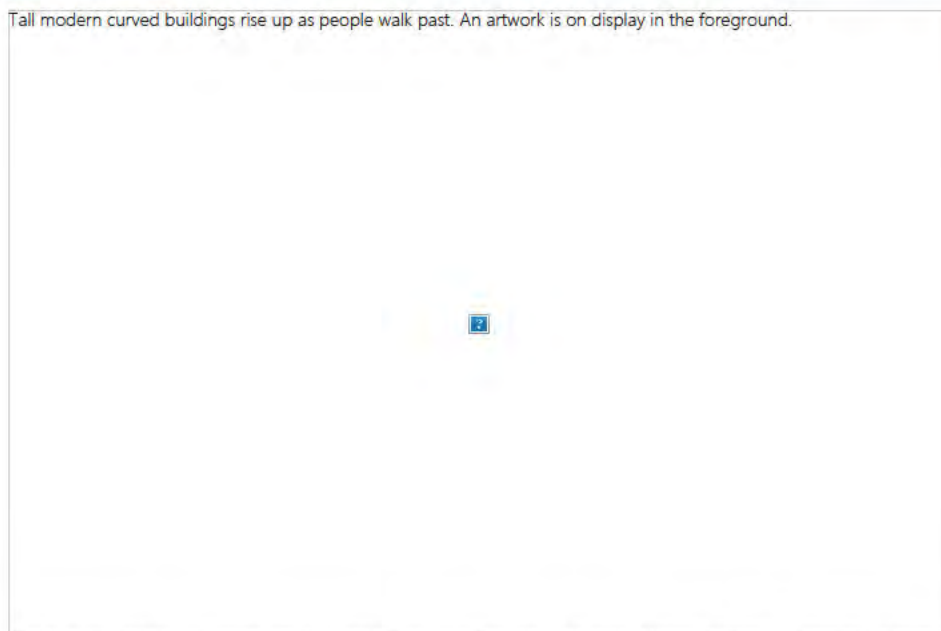 Tall modern curved buildings rise up as people walk past. An artwork is on display in the foreground.
?